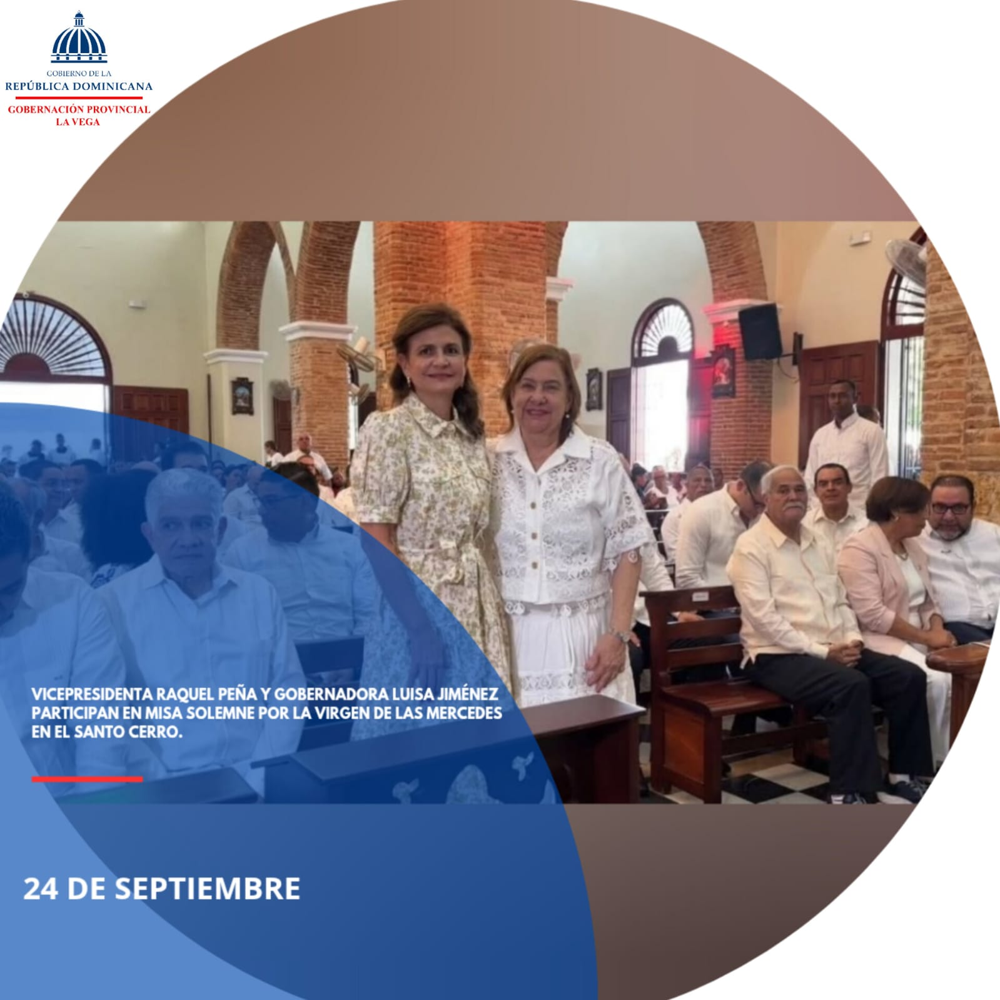 GOBIERNO DE LA
REPÚBLICA DOMINICANA
GOBERNACIÓN PROVINCIAL
LA VEGA
VICEPRESIDENTA RAQUEL PEÑA Y GOBERNADORA LUISA JIMÉNEZ
PARTICIPAN EN MISA SOLEMNE POR LA VIRGEN DE LAS MERCEDES
EN EL SANTO CERRO.
24 DE SEPTIEMBRE